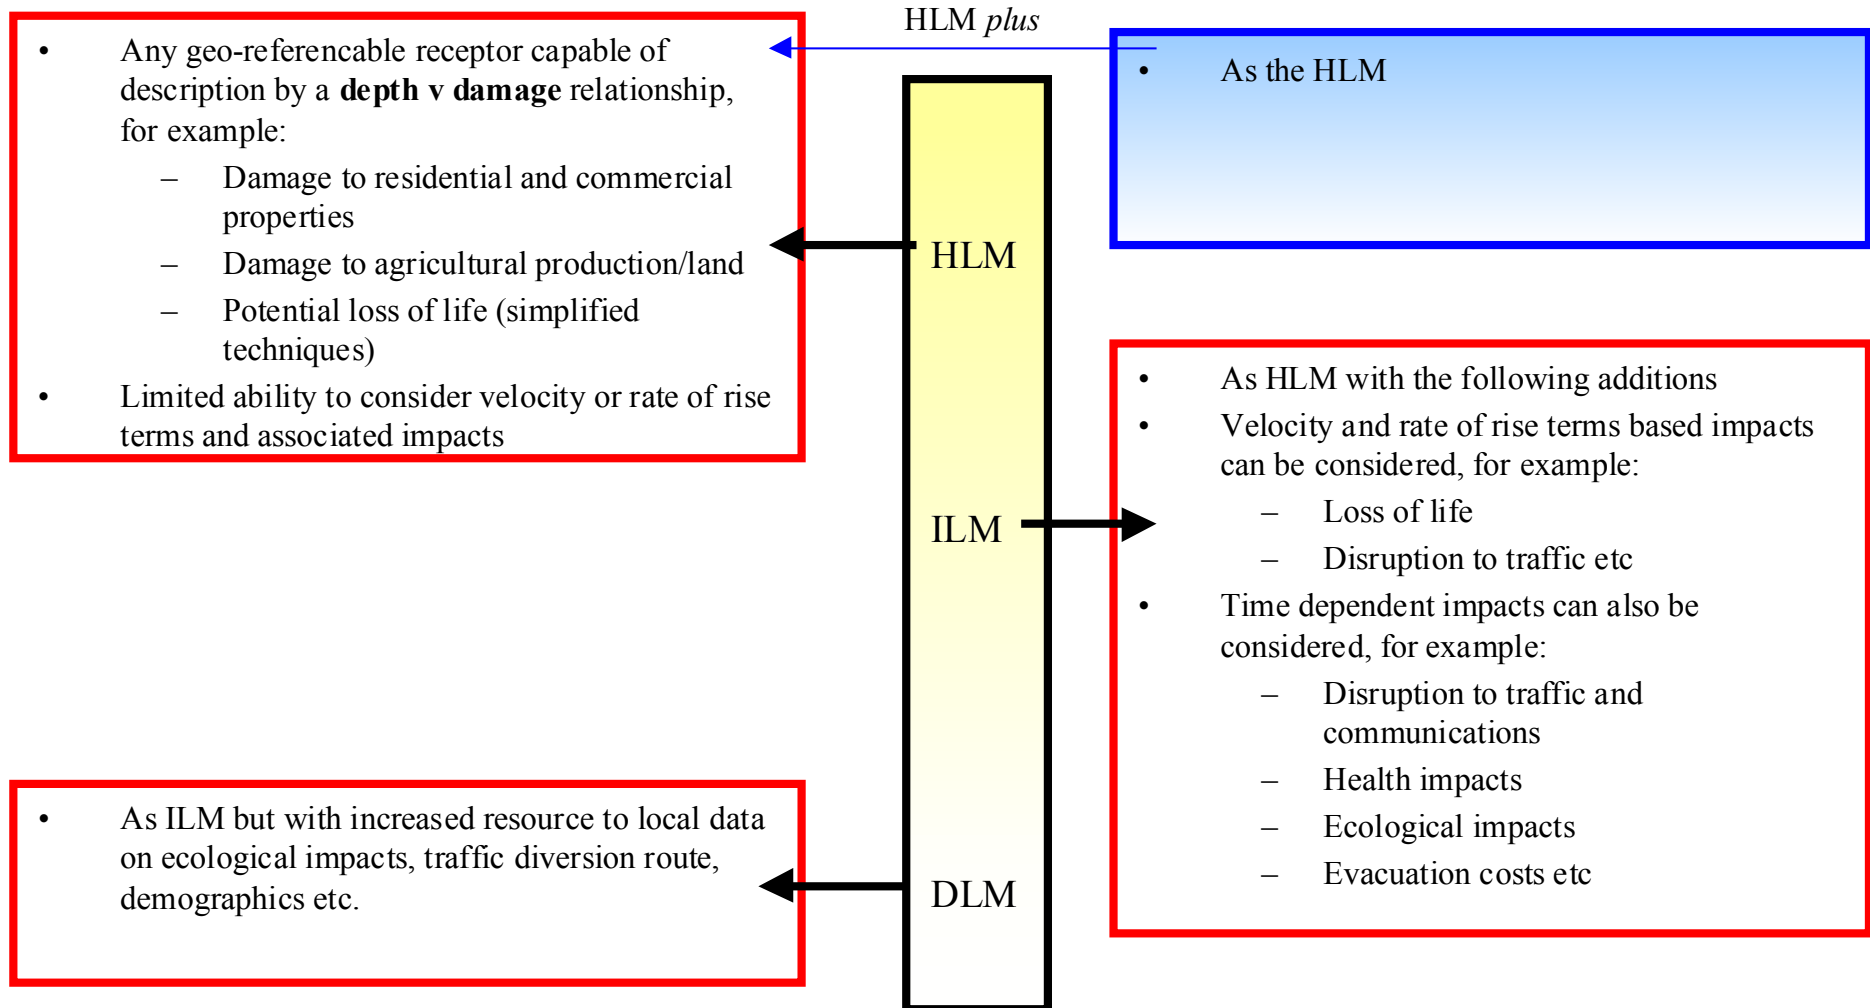 HLM plus
• Any geo-referencable receptor capable of
description by a depth v damage relationship,
for example:
– Damage to residential and commercial
properties
– Damage to agricultural production/land
– Potential loss of life (simplified
techniques)
• Limited ability to consider velocity or rate of rise
terms and associated impacts
• As the HLM
HLM
ILM
DLM
• As HLM with the following additions
• Velocity and rate of rise terms based impacts
can be considered, for example:
– Loss of life
– Disruption to traffic etc
• Time dependent impacts can also be
considered, for example:
– Disruption to traffic and
communications
– Health impacts
– Ecological impacts
– Evacuation costs etc
• As ILM but with increased resource to local data
on ecological impacts, traffic diversion route,
demographics etc.